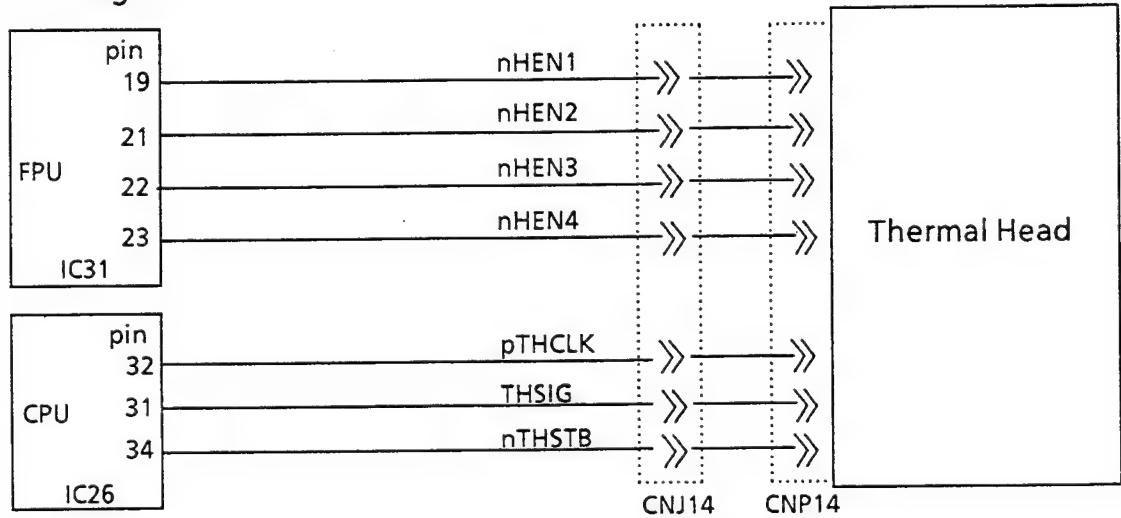 pin
19 nHEN1
21 nHEN2
FPU
22 nHEN3
23 nHEN4
IC31
Thermal Head
pin
32 pTHCLK
CPU 31 THSIG
34 nTHSTB
IC26
CNJ14 CNP14